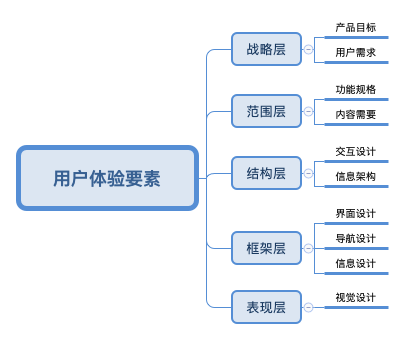 用户体验要素
战略层
产品目标
用户需求
范围层
功能规格
内容需要
结构层
交互设计
信息架构
框架层
界面设计
导航设计
信息设计
表现层
视觉设计